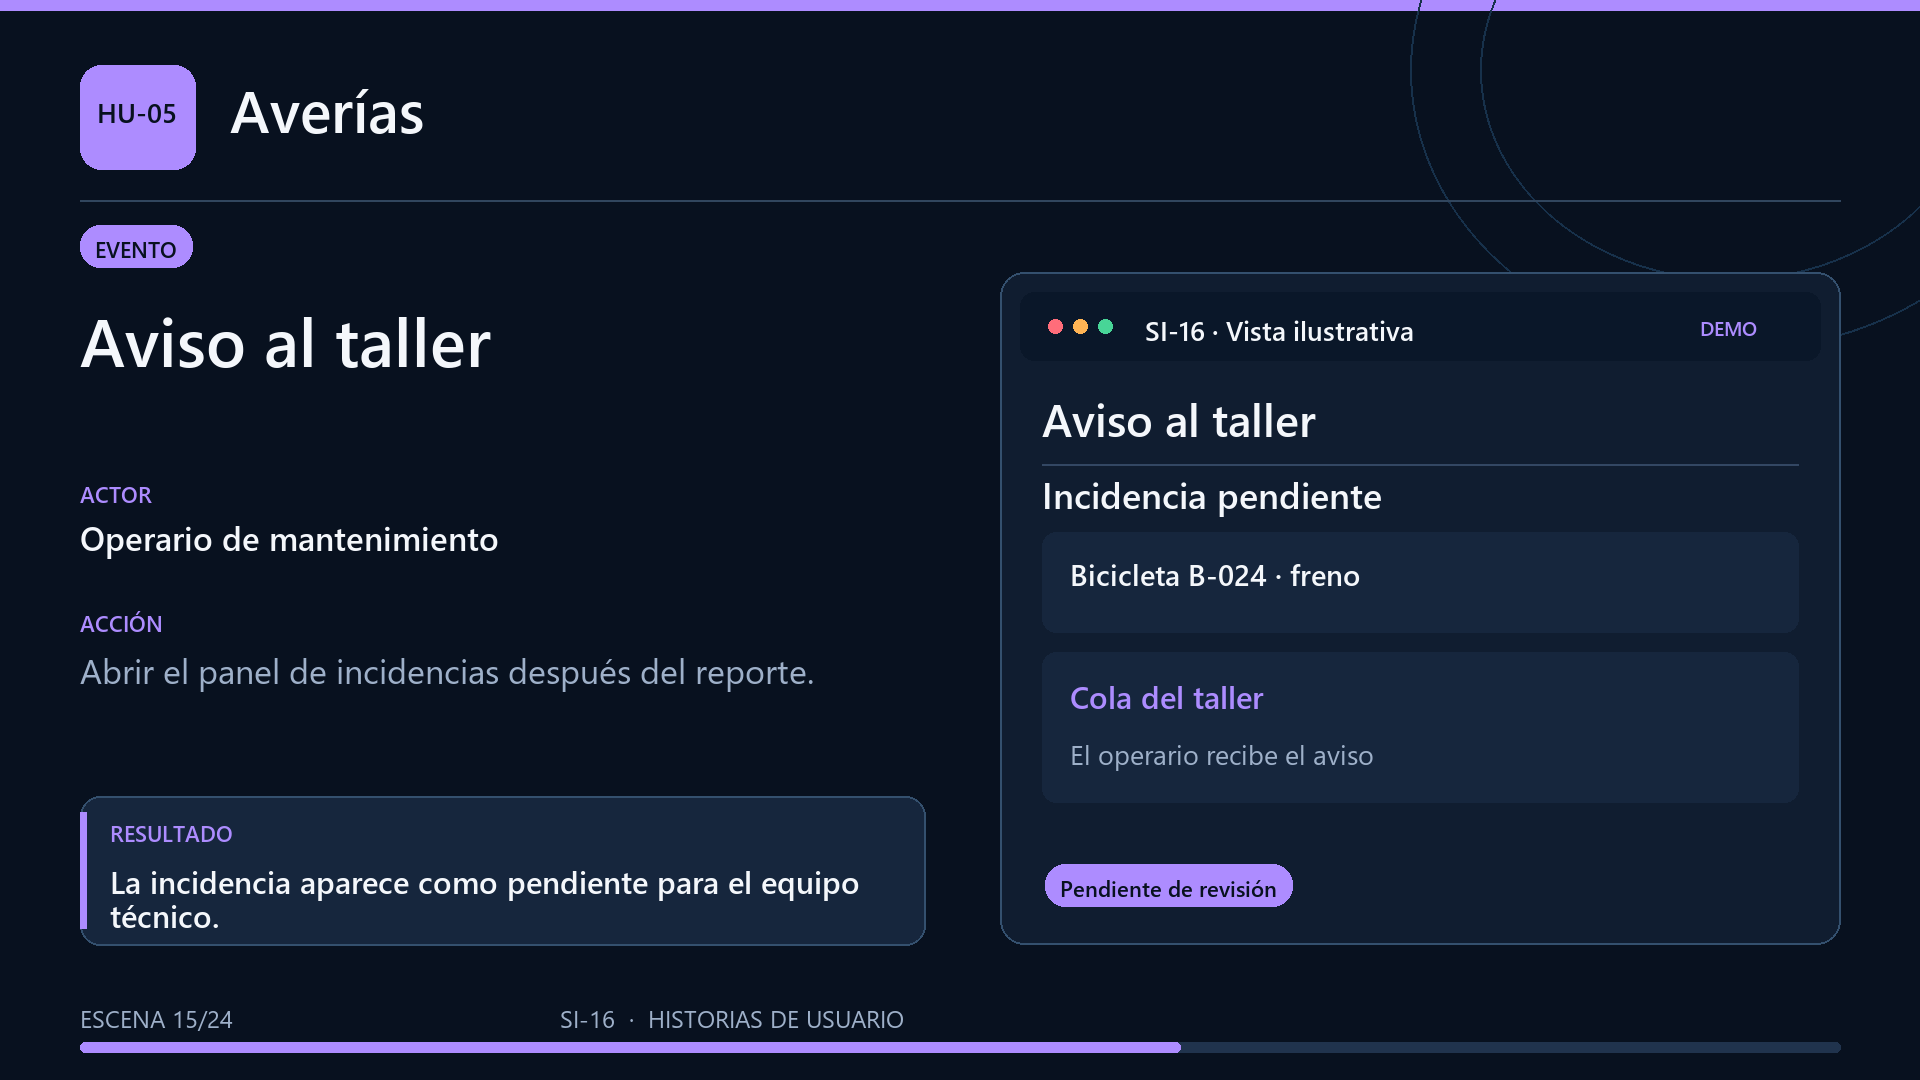 HU-05
Averías
EVENTO
Aviso al taller
ACTOR
Operario de mantenimiento
ACCIÓN
Abrir el panel de incidencias después del reporte.
RESULTADO
La incidencia aparece como pendiente para el equipo
técnico.
SI-16 · Vista ilustrativa
DEMO
Aviso al taller
Incidencia pendiente
Bicicleta B-024 · freno
Cola del taller
El operario recibe el aviso
Pendiente de revisión
ESCENA 15/24
SI-16 · HISTORIAS DE USUARIO